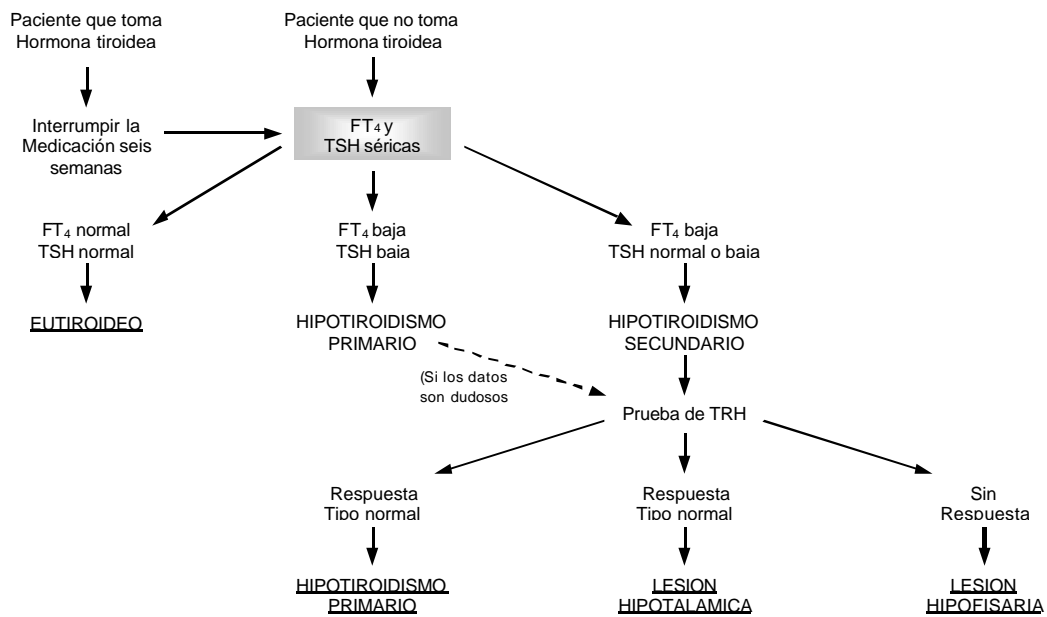 Paciente que toma
Hormona tiroidea
Paciente que no toma
Hormona tiroidea
Interrumpir la
Medicación seis
semanas
FT4 y
TSH séricas
FT4 normal
TSH normal
FT4 baja
TSH baia
FT4 baja
TSH normal o baia
EUTIROIDEO
HIPOTIROIDISMO
PRIMARIO
HIPOTIROIDISMO
SECUNDARIO
(Si los datos
son dudosos
Prueba de TRH
Respuesta
Tipo normal
Respuesta
Tipo normal
Sin
Respuesta
HIPOTIROIDISMO
PRIMARIO
LESION
HIPOTALAMICA
LESION
HIPOFISARIA